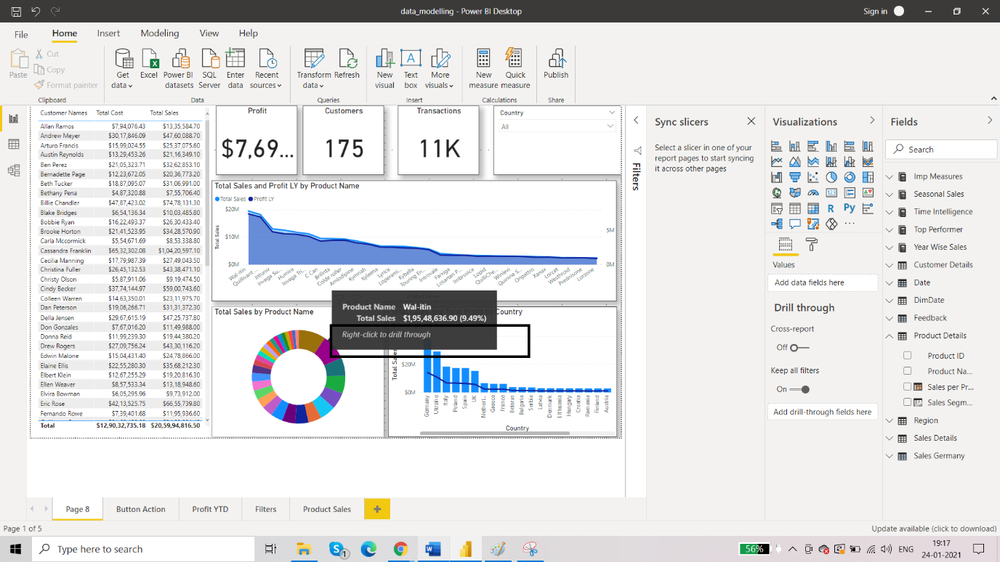 data_modelling - Power BI Desktop
Sign in
File Home Insert Modeling View Help
Paste
Cut
Copy
Format painter
Clipboard
Get data
Excel
Power BI datasets
SQL Server
Enter data
Recent sources
Data
Transform data
Refresh
Queries
New visual
Text box
More visuals
Insert
New measure
Quick measure
Calculations
Publish
Share
Customer Names Total Cost Total Sales
Allan Ramos $7,94,076.43 $13,35,584.70
Andrew Meyer $30,17,846.09 $47,60,088.70
Arturo Francis $15,99,024.55 $25,37,075.60
Austin Reynolds $13,29,453.26 $21,16,349.10
Ben Perez $21,05,323.71 $32,62,853.10
Bernadette Page $12,23,672.05 $20,36,773.20
Beth Tucker $18,87,095.07 $31,06,991.00
Bethany Pena $4,87,320.88 $7,55,706.40
Billie Chandler $47,87,423.02 $74,78,131.30
Blake Bridges $6,54,136.34 $10,03,485.80
Bobbie Ryan $16,22,493.37 $26,30,433.40
Brooke Horton $21,41,523.95 $34,28,570.90
Carla Mccormick $5,54,671.69 $8,53,338.80
Cassandra Franklin $65,32,302.08 $1,04,20,597.10
Cecilia Manning $17,79,987.39 $27,49,043.50
Christina Fuller $26,45,132.53 $43,38,471.10
Christy Olson $5,87,911.06 $9,19,474.50
Cindy Becker $37,74,144.97 $59,00,743.60
Colleen Warren $14,63,350.01 $23,11,975.70
Dan Peterson $19,06,266.71 $31,31,372.30
Della Jensen $29,67,615.19 $47,25,737.80
Don Gonzales $7,67,016.20 $11,49,988.00
Donna Reid $11,99,239.30 $19,44,380.20
Drew Rogers $27,09,756.24 $43,30,116.20
Edwin Malone $15,04,431.40 $24,78,866.00
Elaine Ellis $22,55,280.30 $35,68,212.30
Elbert Klein $12,67,255.29 $19,20,816.30
Ellen Weaver $8,57,533.34 $13,18,948.60
Elvira Bowman $6,05,295.96 $9,73,912.00
Eric Rose $42,13,525.75 $66,55,739.80
Fernando Rowe $7,39,401.68 $11,95,936.60
Total $12,90,32,735.18 $20,59,94,816.50
Profit
$7,69...
Customers
175
Transactions
11K
Country
All
Total Sales and Profit LY by Product Name
Total Sales Profit LY
Total Sales
$20M
$10M
$0M
5M
0M
Wal-itin
Quillivant ...
Intuniv
Invega Su...
Humira
Invega Tri...
C Can
Brilinta
Colde roller
Amlodipine
Kymriah
Kyleena
Lyrica
Loperami...
Kybella
Touring En...
Introvale
Farxiga
Losartan P...
Imbruvica
Lopid
QuilliChe...
Winlevi
Quinine S...
Onpattro
Xanax
Lorcet
Westhroid
Prednisone
Total Sales by Product Name
Product Name Wal-itin
Total Sales $1,95,48,636.90 (9.49%)
Right-click to drill through
by Country
Total Sales
$20M
$0M
Germany
Ukraine
Italy
Poland
Spain
UK
Netherl..
Greece
France
Belarus
Bulgaria
Serbia
Latvia
Denmark
Lithuania
Hungary
Croatia
Romania
Finland
Austria
Country
Filters
Sync slicers
Select a slicer in one of your
report pages to start syncing
it across other pages
Visualizations
R
Py
Values
Add data fields here
Drill through
Cross-report
Off
Keep all filters
On
Add drill-through fields here
Fields
Search
Imp Measures
Seasonal Sales
Time Intelligence
Top Performer
Year Wise Sales
Customer Details
Date
DimDate
Feedback
Product Details
Product ID
Product Na...
Sales per Pr...
Sales Segm...
Region
Sales Details
Sales Germany
Page 8 Button Action Profit YTD Filters Product Sales
Page 1 of 5
Update available (click to download)
Type here to search
56%
ENG
19:17
24-01-2021